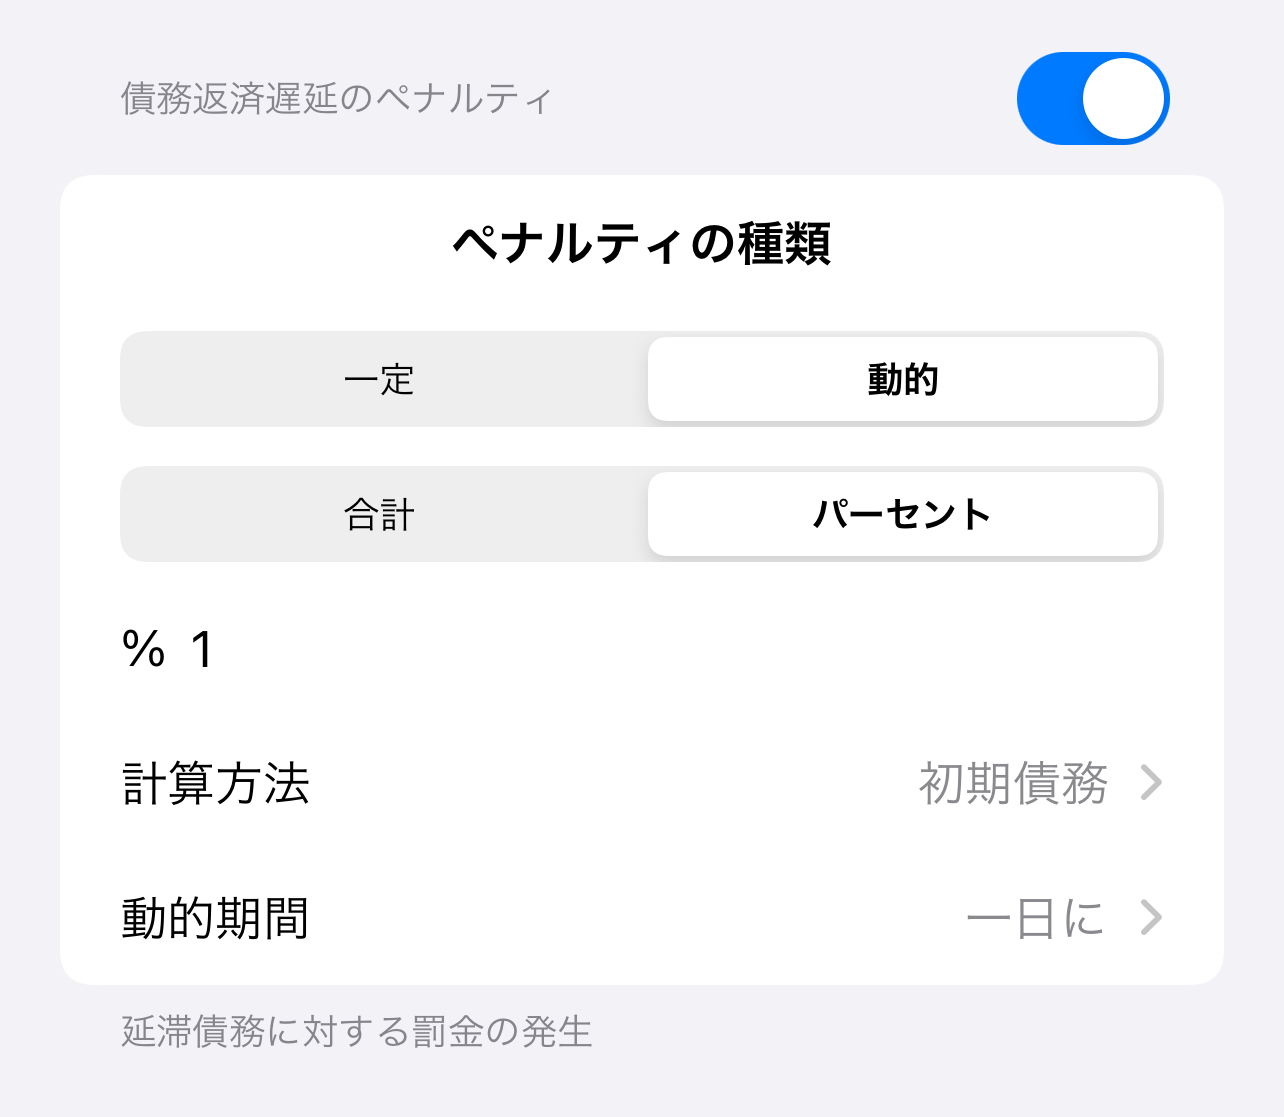 債務返済遅延のペナルティ
ペナルティの種類
一定 動的
合計 パーセント
% 1
計算方法 初期債務
動的期間 一日に
延滞債務に対する罰金の発生